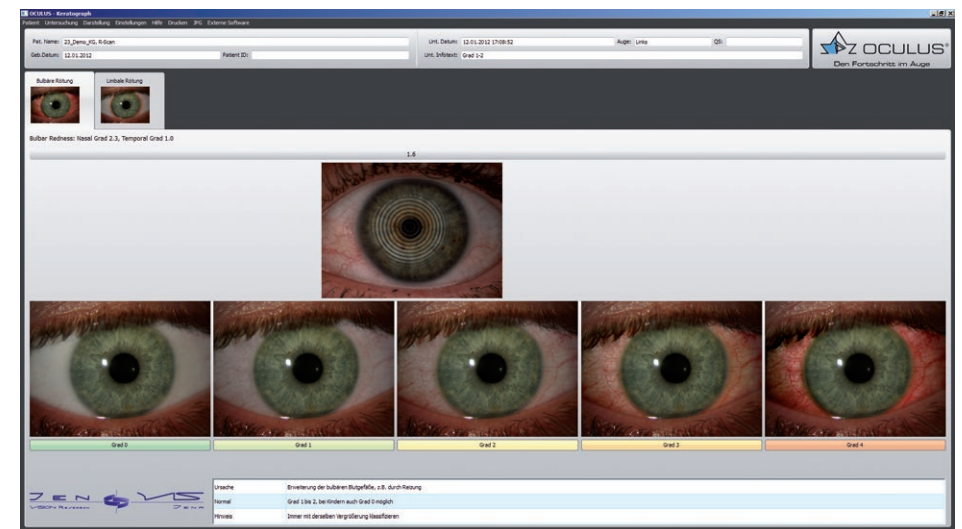 OCULUS - Keratograph
Patient Untersuchung Darstellung Einstellungen Hilfe Drucken JPG Externe Software
Pat. Name: 23_Demo_KG, R-Scan
Unt. Datum: 12.01.2012 17:08:52 Auge: Links QS:
Geb.Datum: 12.01.2012 Patient ID:
Unt. Infotext: Grad 1-2
OCULUS®
Den Fortschritt im Auge
Bulbäre Rötung Limbale Rötung
Bulbar Redness: Nasal Grad 2.3, Temporal Grad 1.0
1.6
Grad 0 Grad 1 Grad 2 Grad 3 Grad 4
JENVIS
VISION Research Jena
Ursache Erweiterung der bulbären Blutgefäße, z.B. durch Reizung
Normal Grad 1 bis 2, bei Kindern auch Grad 0 möglich
Hinweis Immer mit derselben Vergrößerung klassifizieren